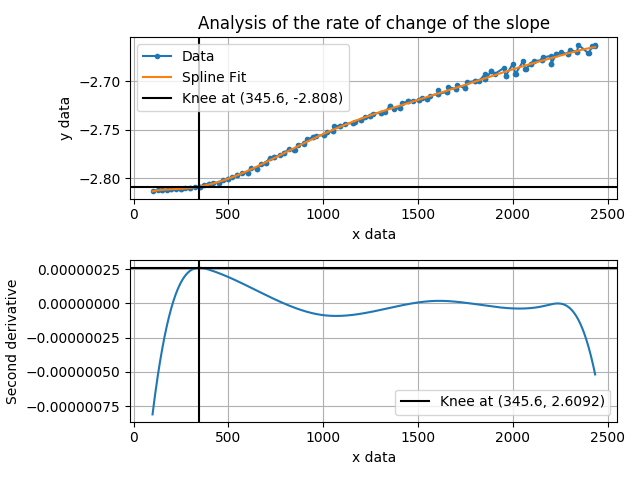 Analysis of the rate of change of the slope
Data
Spline Fit
Knee at (345.6, -2.808)
y data
−2.70
−2.75
−2.80
0 500 1000 1500 2000 2500
x data
Second derivative
0.00000025
0.00000000
−0.00000025
−0.00000050
−0.00000075
Knee at (345.6, 2.6092)
0 500 1000 1500 2000 2500
x data